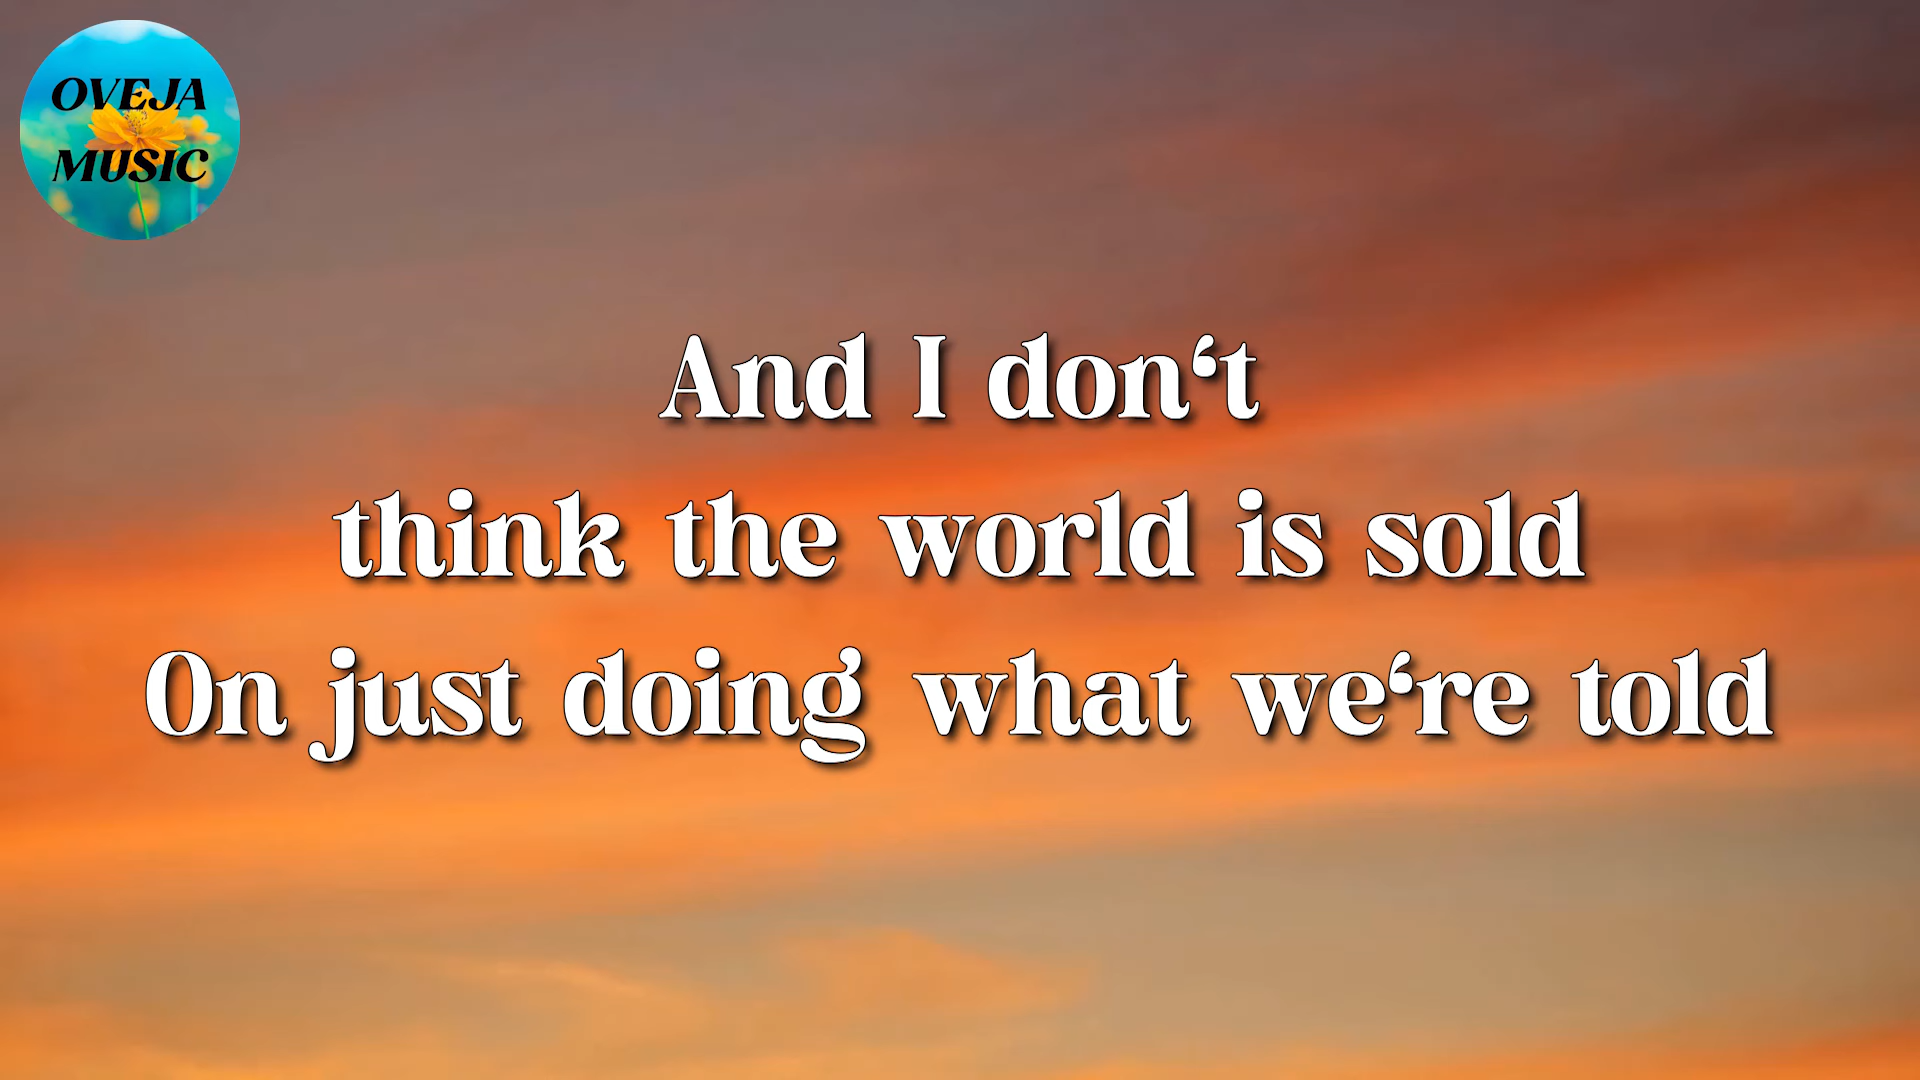 OVEJA
MUSIC
And I don‘t
think the world is sold
On just doing what we‘re told